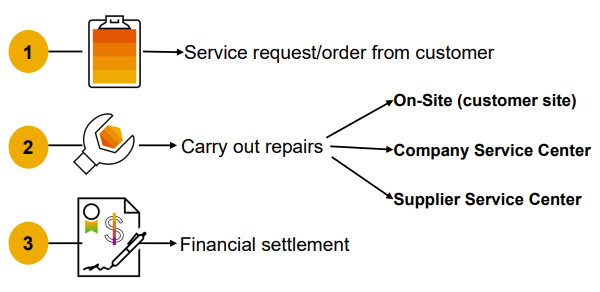 1
Service request/order from customer
2
Carry out repairs
On-Site (customer site)
Company Service Center
Supplier Service Center
3
$
Financial settlement